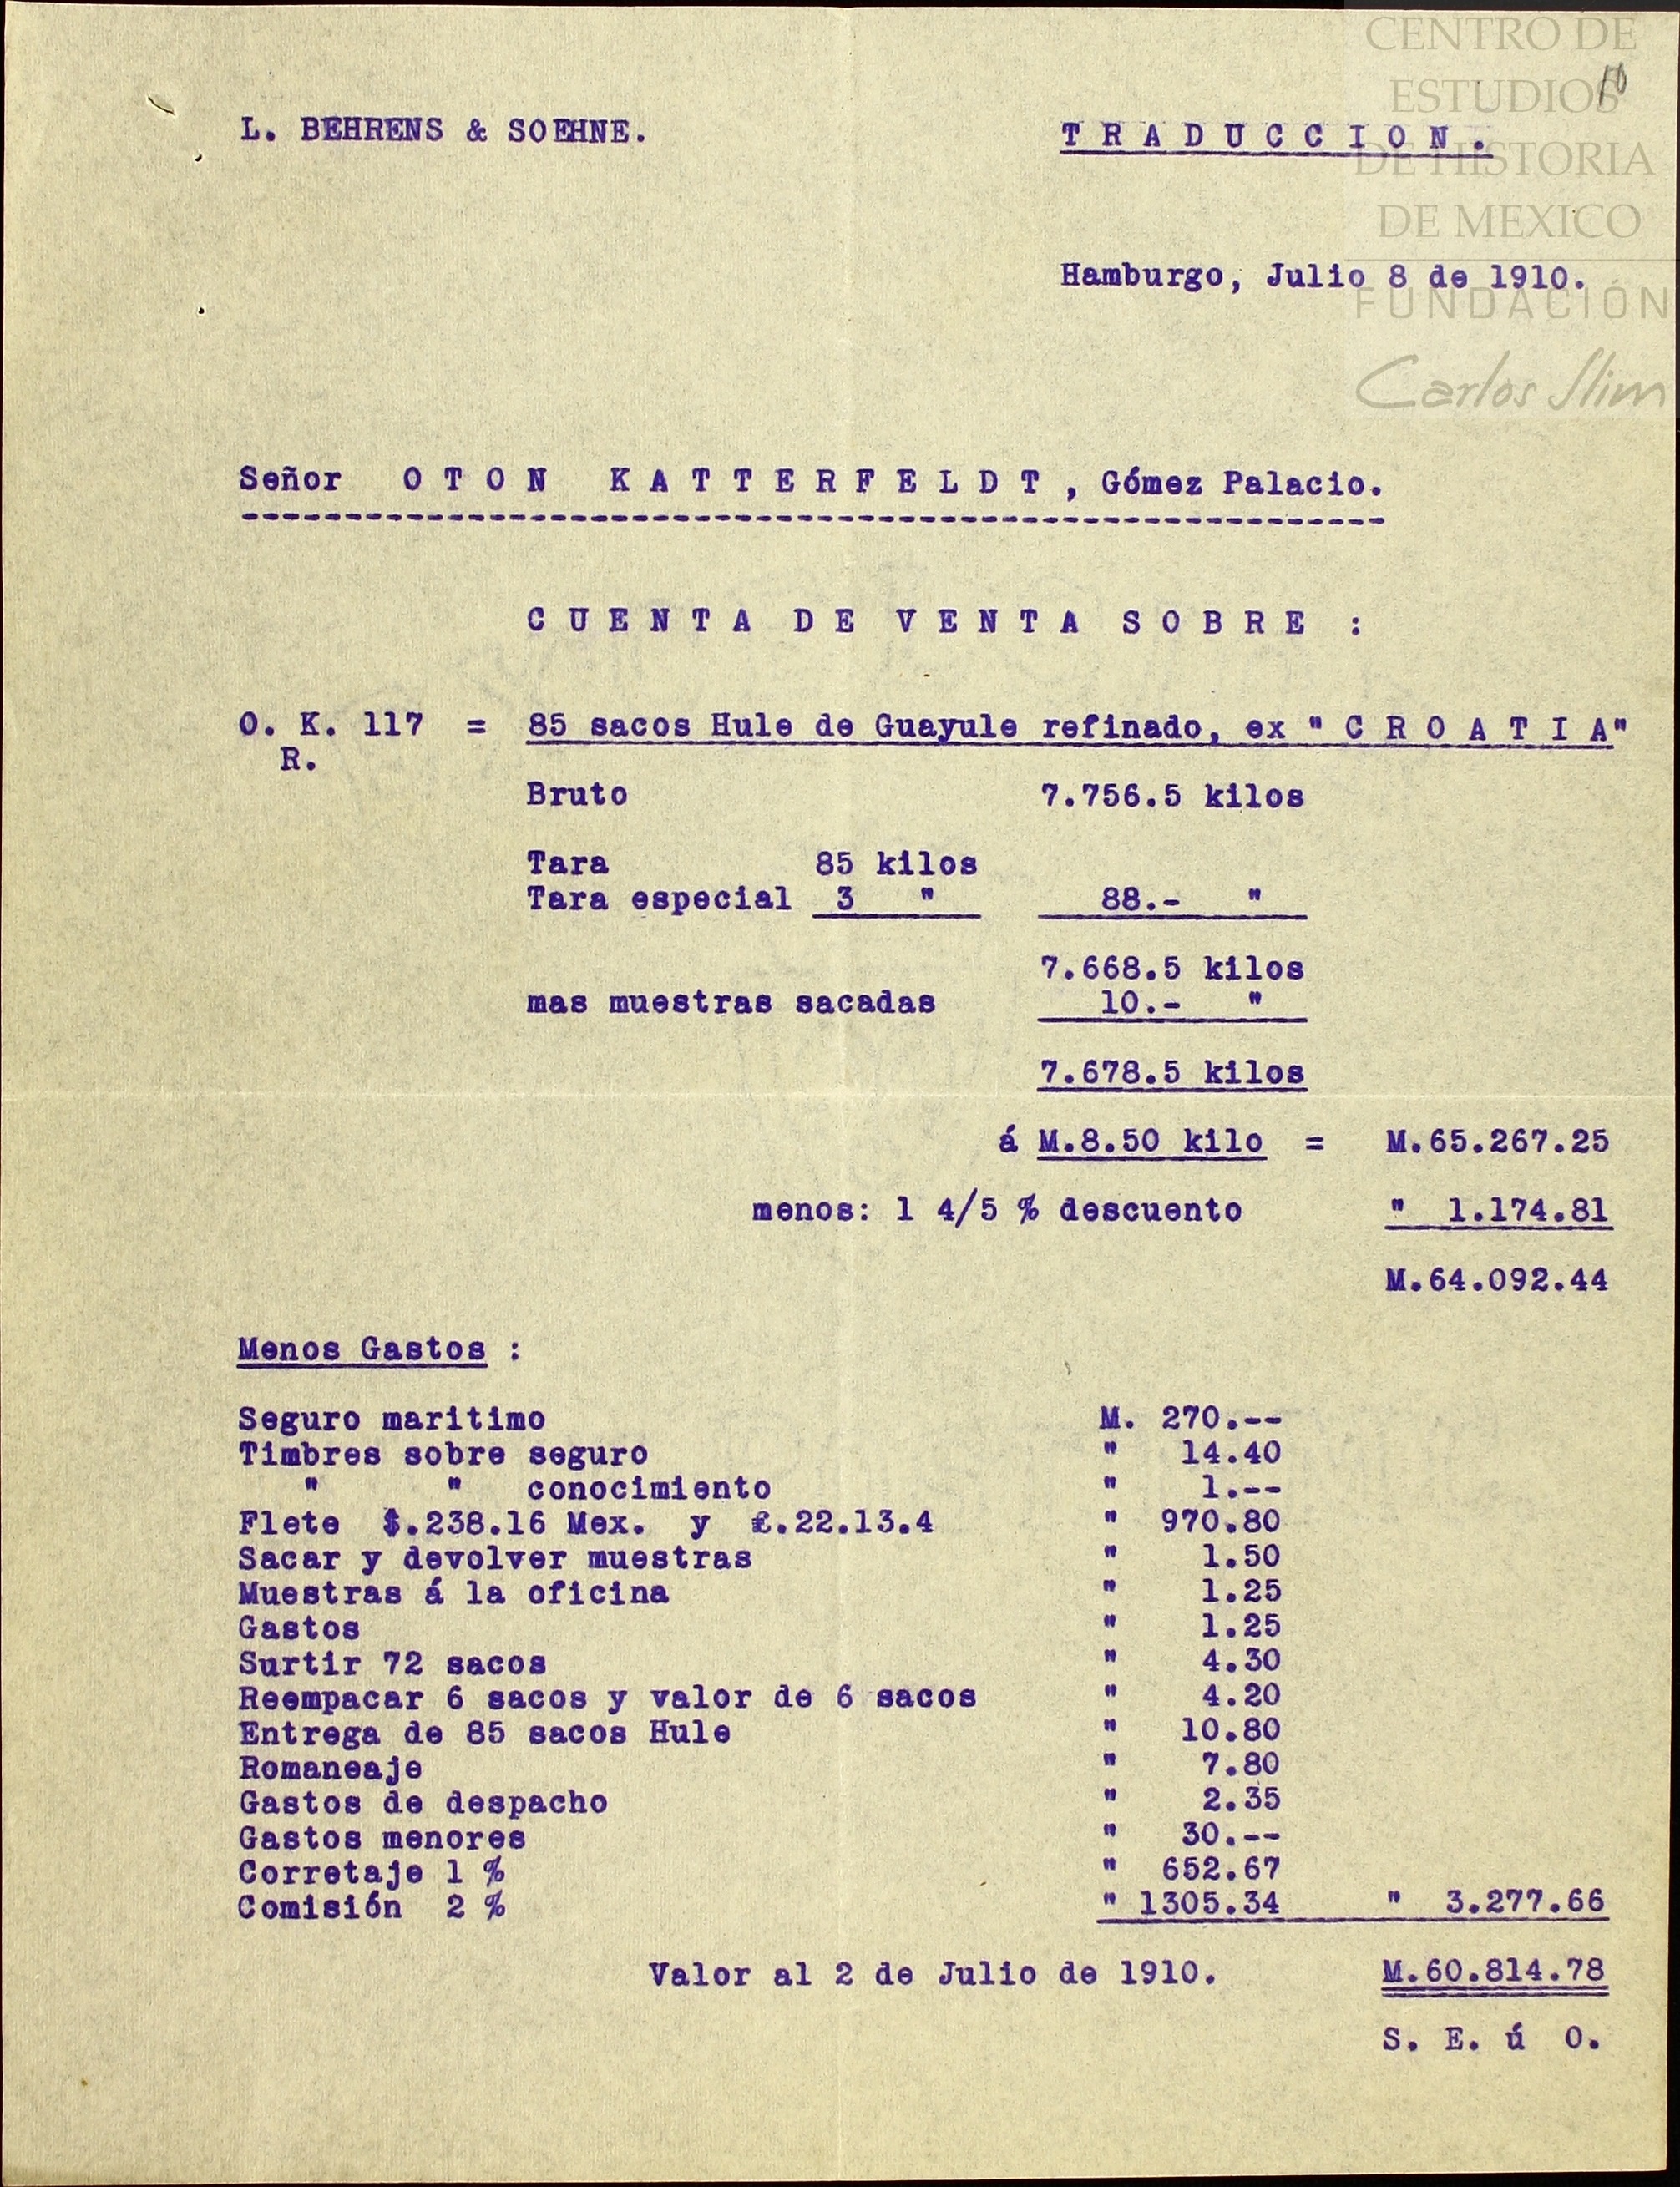 CENTRO DE
ESTUDIOS
DE HISTORIA
DE MEXICO
FUNDACIÓN
Carlos Slim
10
L. BEHRENS & SOEHNE.
T R A D U C C I O N .
Hamburgo, Julio 8 de 1910.
Señor O T O N K A T T E R F E L D T , Gómez Palacio.
---------------------------------------------------------
C U E N T A D E V E N T A S O B R E :
O. K. 117 = 85 sacos Hule de Guayule refinado, ex " C R O A T I A"
R.
Bruto 7.756.5 kilos
Tara 85 kilos
Tara especial 3 " 88.- "
7.668.5 kilos
mas muestras sacadas 10.- "
7.678.5 kilos
á M.8.50 kilo = M.65.267.25
menos: 1 4/5 % descuento " 1.174.81
M.64.092.44
Menos Gastos :
Seguro maritimo M. 270.--
Timbres sobre seguro " 14.40
" " conocimiento " 1.--
Flete $.238.16 Mex. y £.22.13.4 " 970.80
Sacar y devolver muestras " 1.50
Muestras á la oficina " 1.25
Gastos " 1.25
Surtir 72 sacos " 4.30
Reempacar 6 sacos y valor de 6 sacos " 4.20
Entrega de 85 sacos Hule " 10.80
Romaneaje " 7.80
Gastos de despacho " 2.35
Gastos menores " 30.--
Corretaje 1 % " 652.67
Comisión 2 % " 1305.34 " 3.277.66
Valor al 2 de Julio de 1910. M.60.814.78
S. E. ú O.